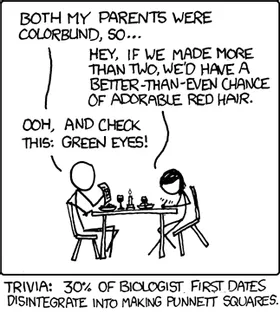 BOTH MY PARENTS WERE
COLORBLIND, SO...
HEY, IF WE MADE MORE
THAN TWO, WE'D HAVE A
BETTER-THAN-EVEN CHANCE
OF ADORABLE RED HAIR.
OOH, AND CHECK
THIS: GREEN EYES!
TRIVIA: 30% OF BIOLOGIST FIRST DATES
DISINTEGRATE INTO MAKING PUNNETT SQUARES.